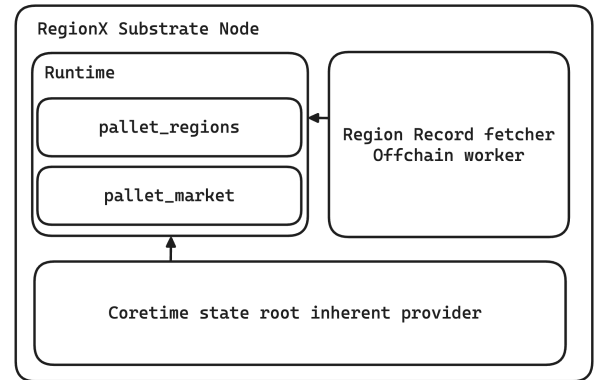 RegionX Substrate Node
Runtime
pallet_regions
pallet_market
Region Record fetcher
Offchain worker
Coretime state root inherent provider